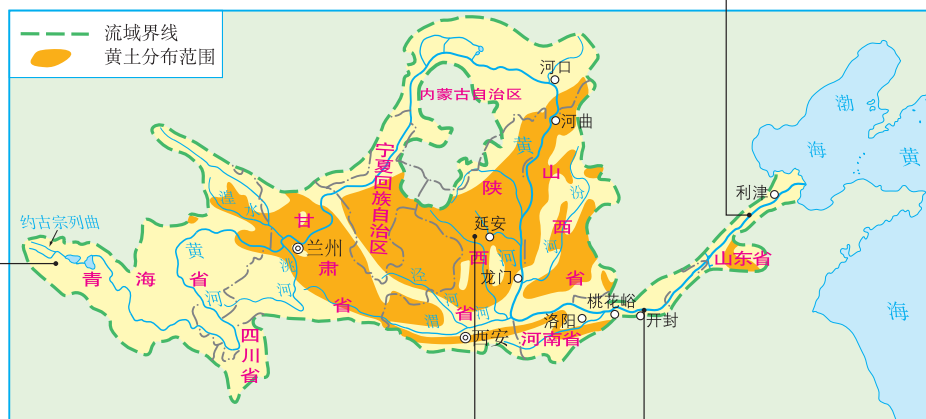 流域界线
黄土分布范围
河口
内蒙古自治区
河曲
渤
海
黄
海
黄
河
宁夏回族自治区
陕
西
省
山
西
省
汾
河
利津
湟
水
甘
肃
省
延安
约古宗列曲
兰州
黄
河
洮
河
泾
河
龙门
山东省
青海省
渭
河
桃花峪
洛阳
开封
西安
河南省
四川省